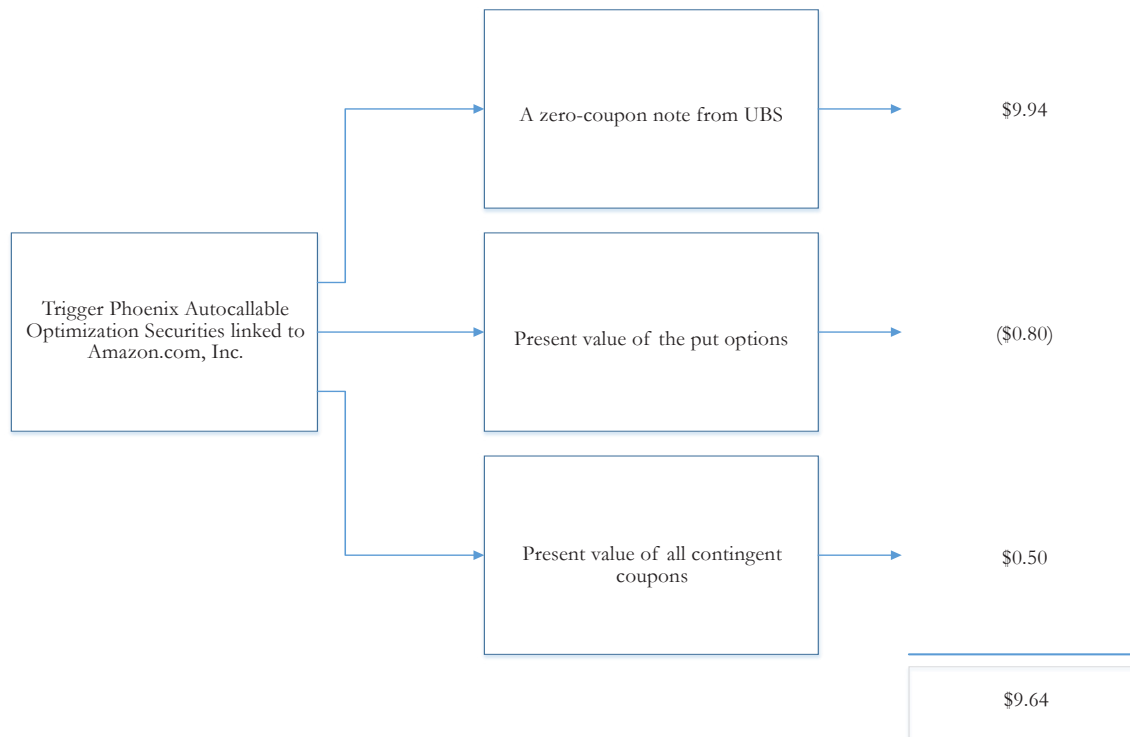 A zero-coupon note from UBS
$9.94
Trigger Phoenix Autocallable
Optimization Securities linked to
Amazon.com, Inc.
Present value of the put options
($0.80)
Present value of all contingent
coupons
$0.50
$9.64